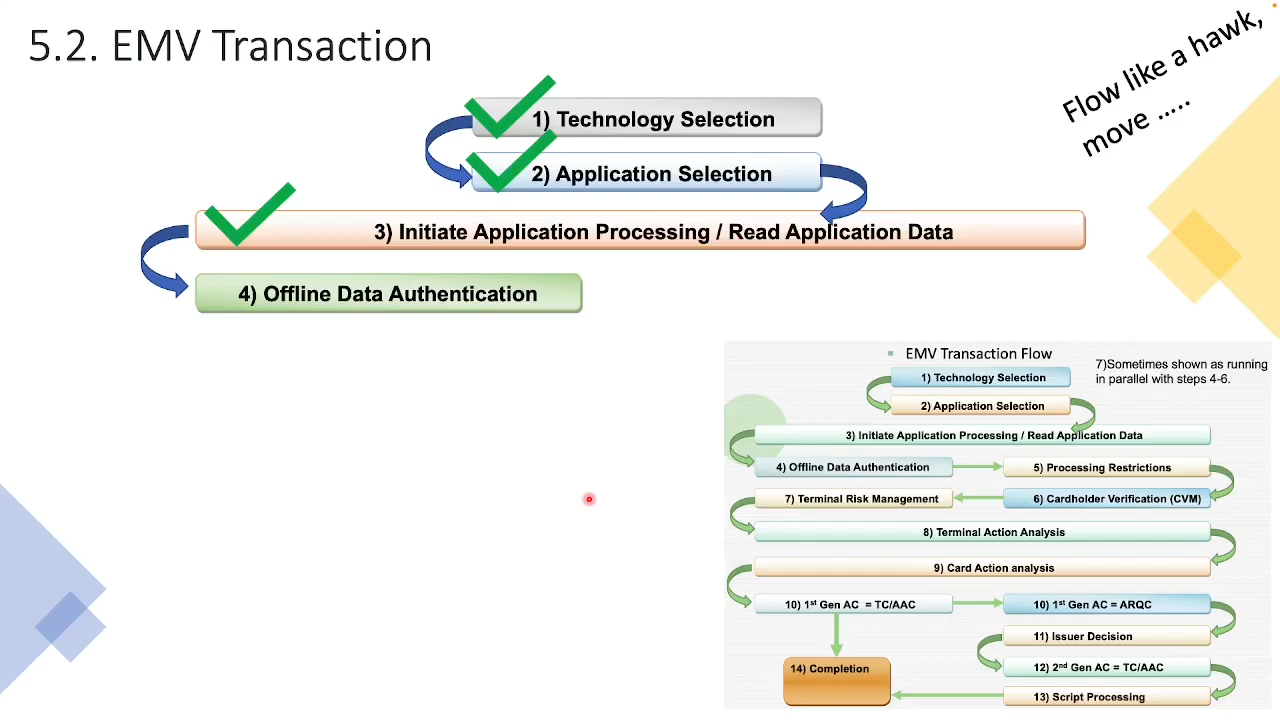 5.2. EMV Transaction
Flow like a hawk,
move .....
1) Technology Selection
2) Application Selection
3) Initiate Application Processing / Read Application Data
4) Offline Data Authentication
▪ EMV Transaction Flow
7)Sometimes shown as running
in parallel with steps 4-6.
1) Technology Selection
2) Application Selection
3) Initiate Application Processing / Read Application Data
4) Offline Data Authentication
5) Processing Restrictions
7) Terminal Risk Management
6) Cardholder Verification (CVM)
8) Terminal Action Analysis
9) Card Action analysis
10) 1st Gen AC = TC/AAC
10) 1st Gen AC = ARQC
11) Issuer Decision
14) Completion
12) 2nd Gen AC = TC/AAC
13) Script Processing